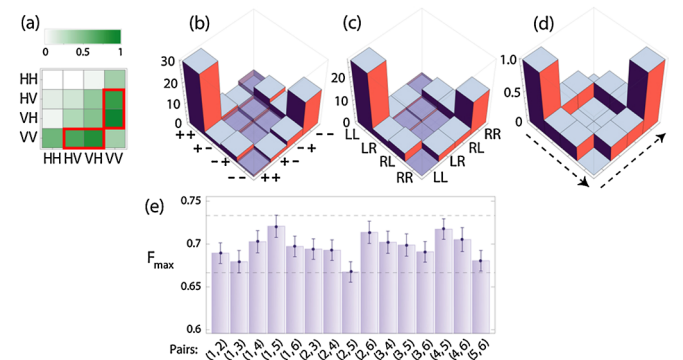 (a)
0 0.5 1
HH
HV
VH
VV
HH HV VH VV
(b)
30
20
10
0
++
+-
-+
--
++
+-
-+
--
(c)
20
10
0
LL
LR
RL
RR
LL
LR
RL
RR
(d)
1.0
0.5
0
(e)
0.75
0.7
0.65
0.6
Fmax
Pairs: (1,2) (1,3) (1,4) (1,5) (1,6) (2,3) (2,4) (2,5) (2,6) (3,4) (3,5) (3,6) (4,5) (4,6) (5,6)